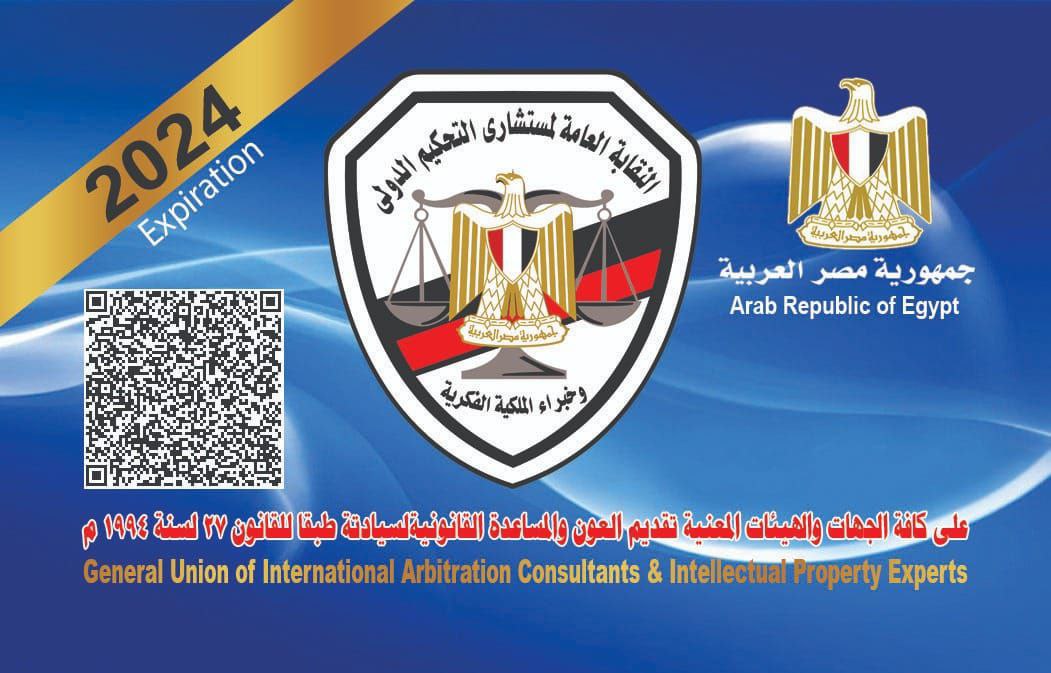 2024
Expiration
النقابة العامة لمستشارى التحكيم الدولى
جمهورية مصر العربية
وخبراء الملكية الفكرية
جمهورية مصر العربية
جمهورية مصر العربية
Arab Republic of Egypt
على كافة الجهات والهيئات المعنية تقديم العون والمساعدة القانونيةلسيادتة طبقا للقانون ٢٧ لسنة ١٩٩٤ م
General Union of International Arbitration Consultants & Intellectual Property Experts